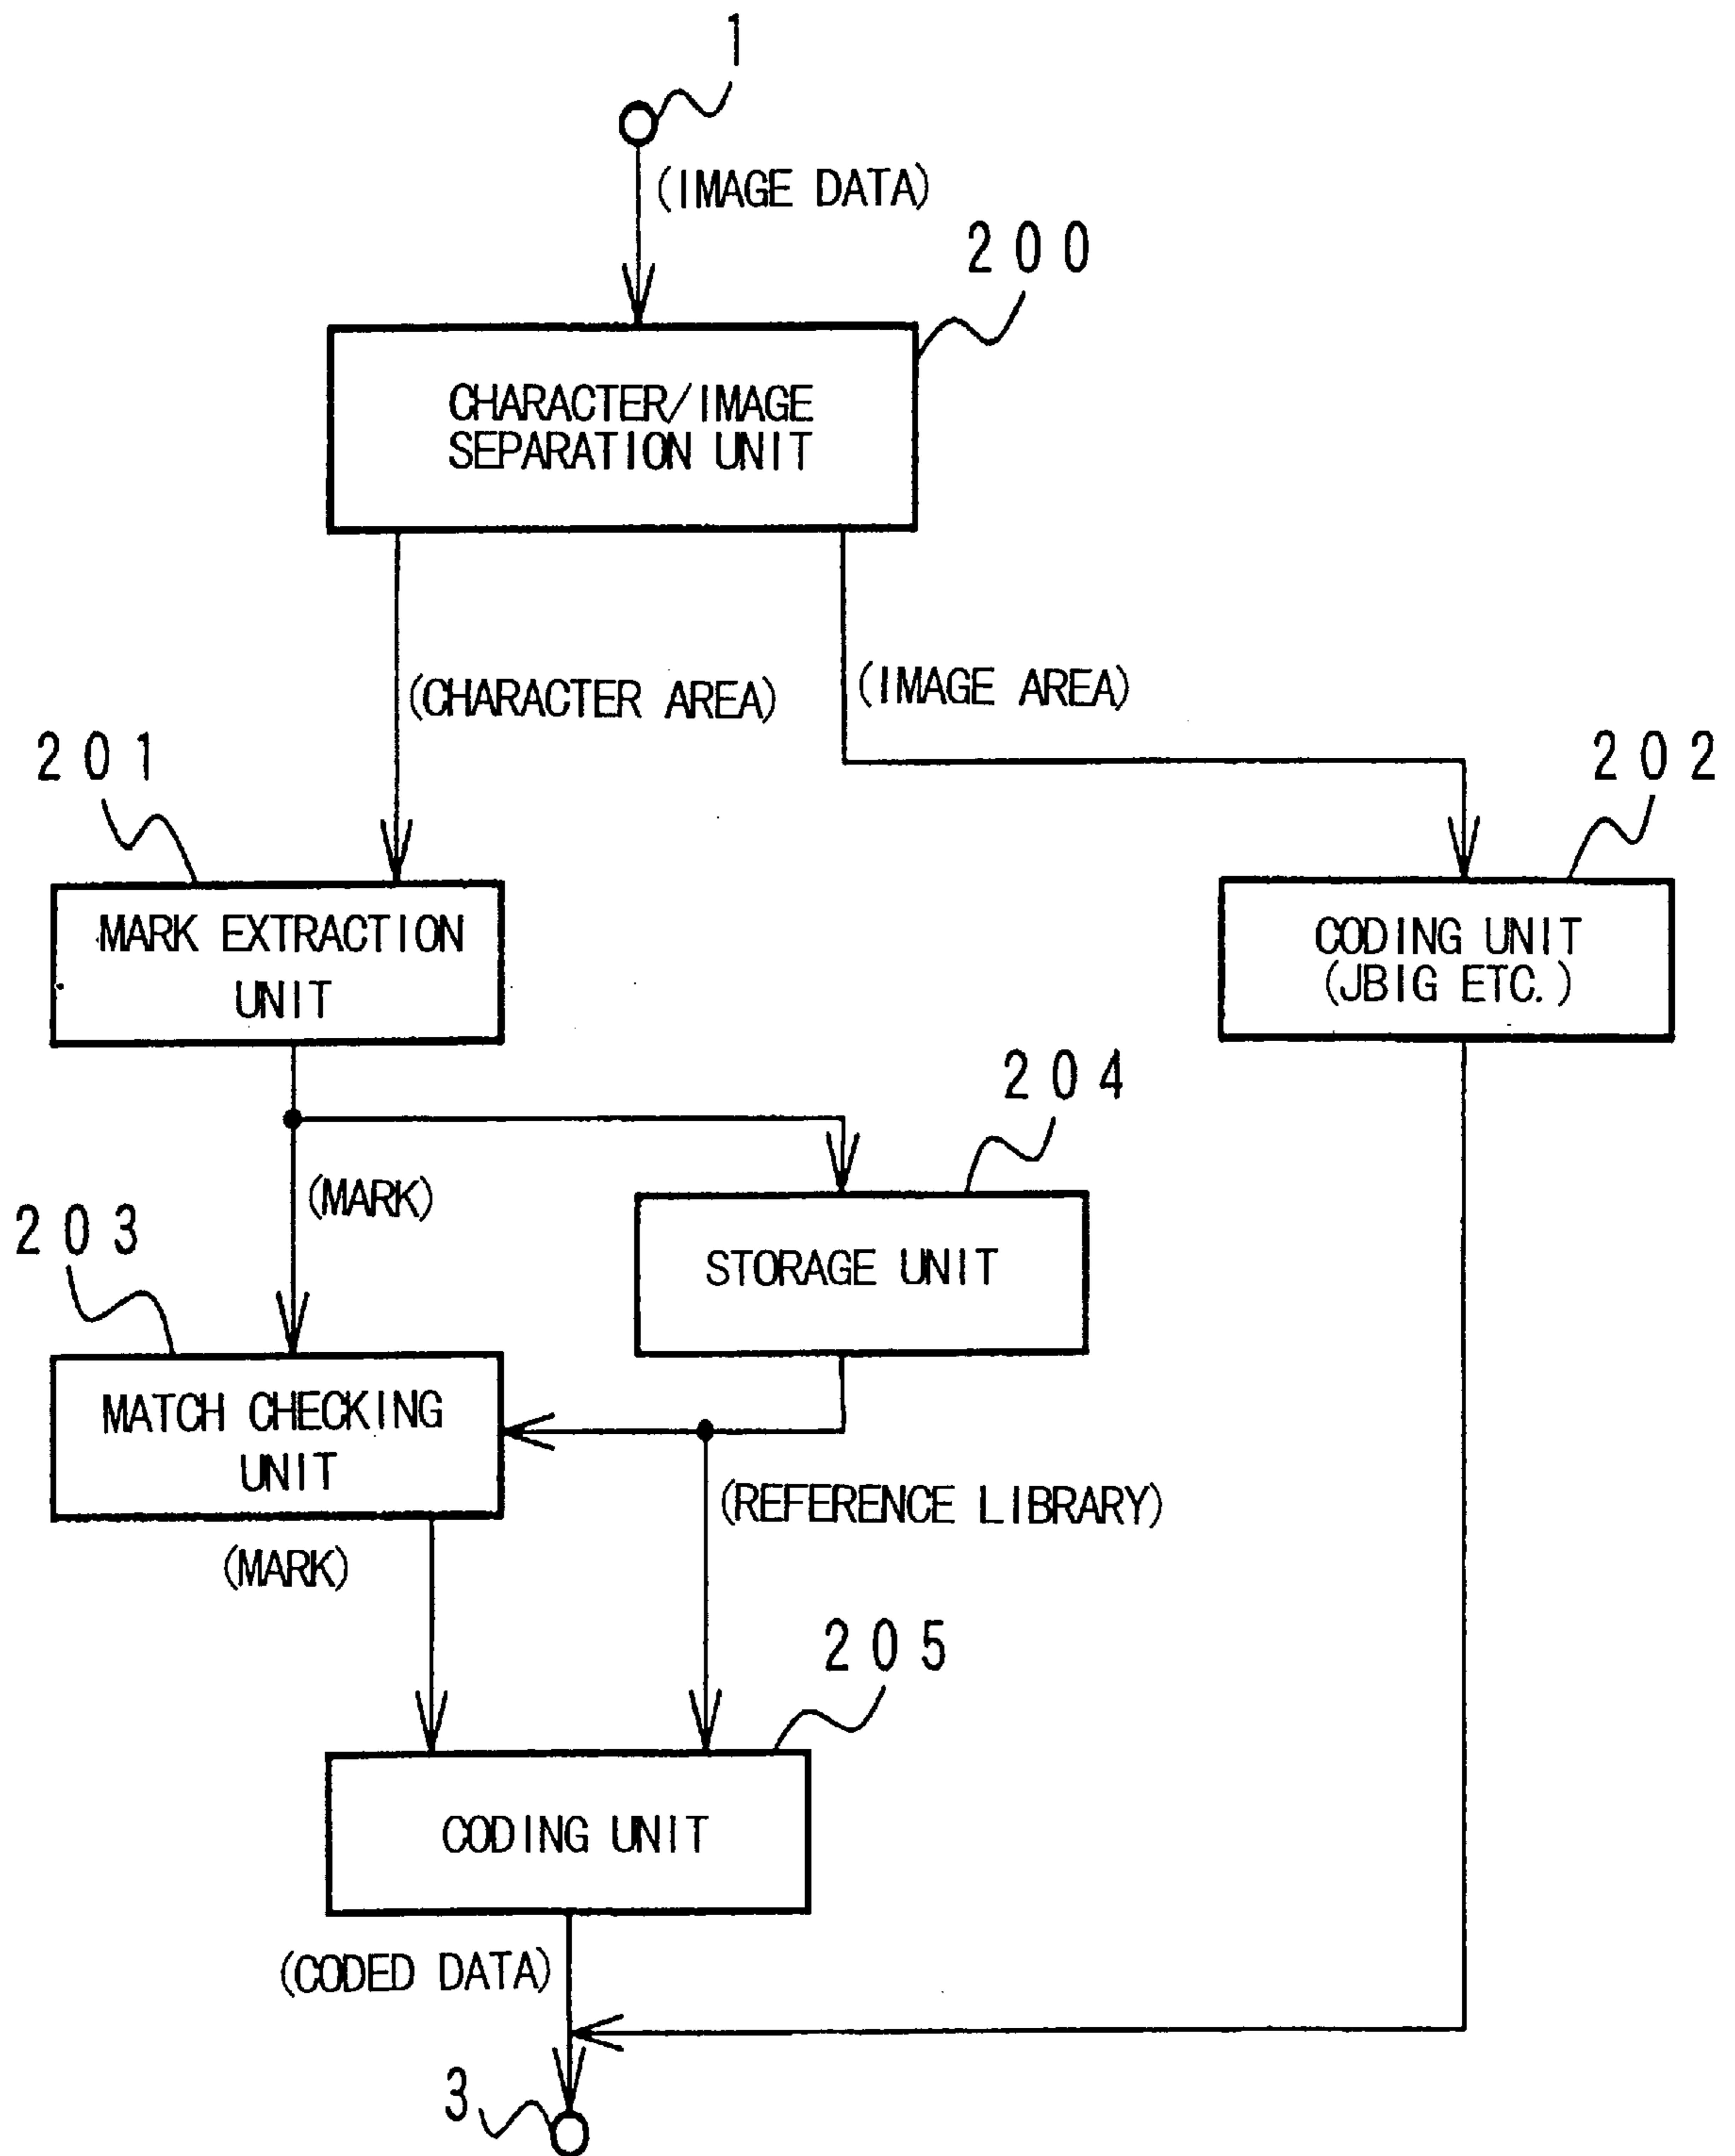 1
(IMAGE DATA)
200
CHARACTER/IMAGE
SEPARATION UNIT
(CHARACTER AREA)
(IMAGE AREA)
201
202
MARK EXTRACTION
UNIT
CODING UNIT
(JBIG ETC.)
204
(MARK)
203
STORAGE UNIT
MATCH CHECKING
UNIT
(REFERENCE LIBRARY)
(MARK)
205
CODING UNIT
(CODED DATA)
3